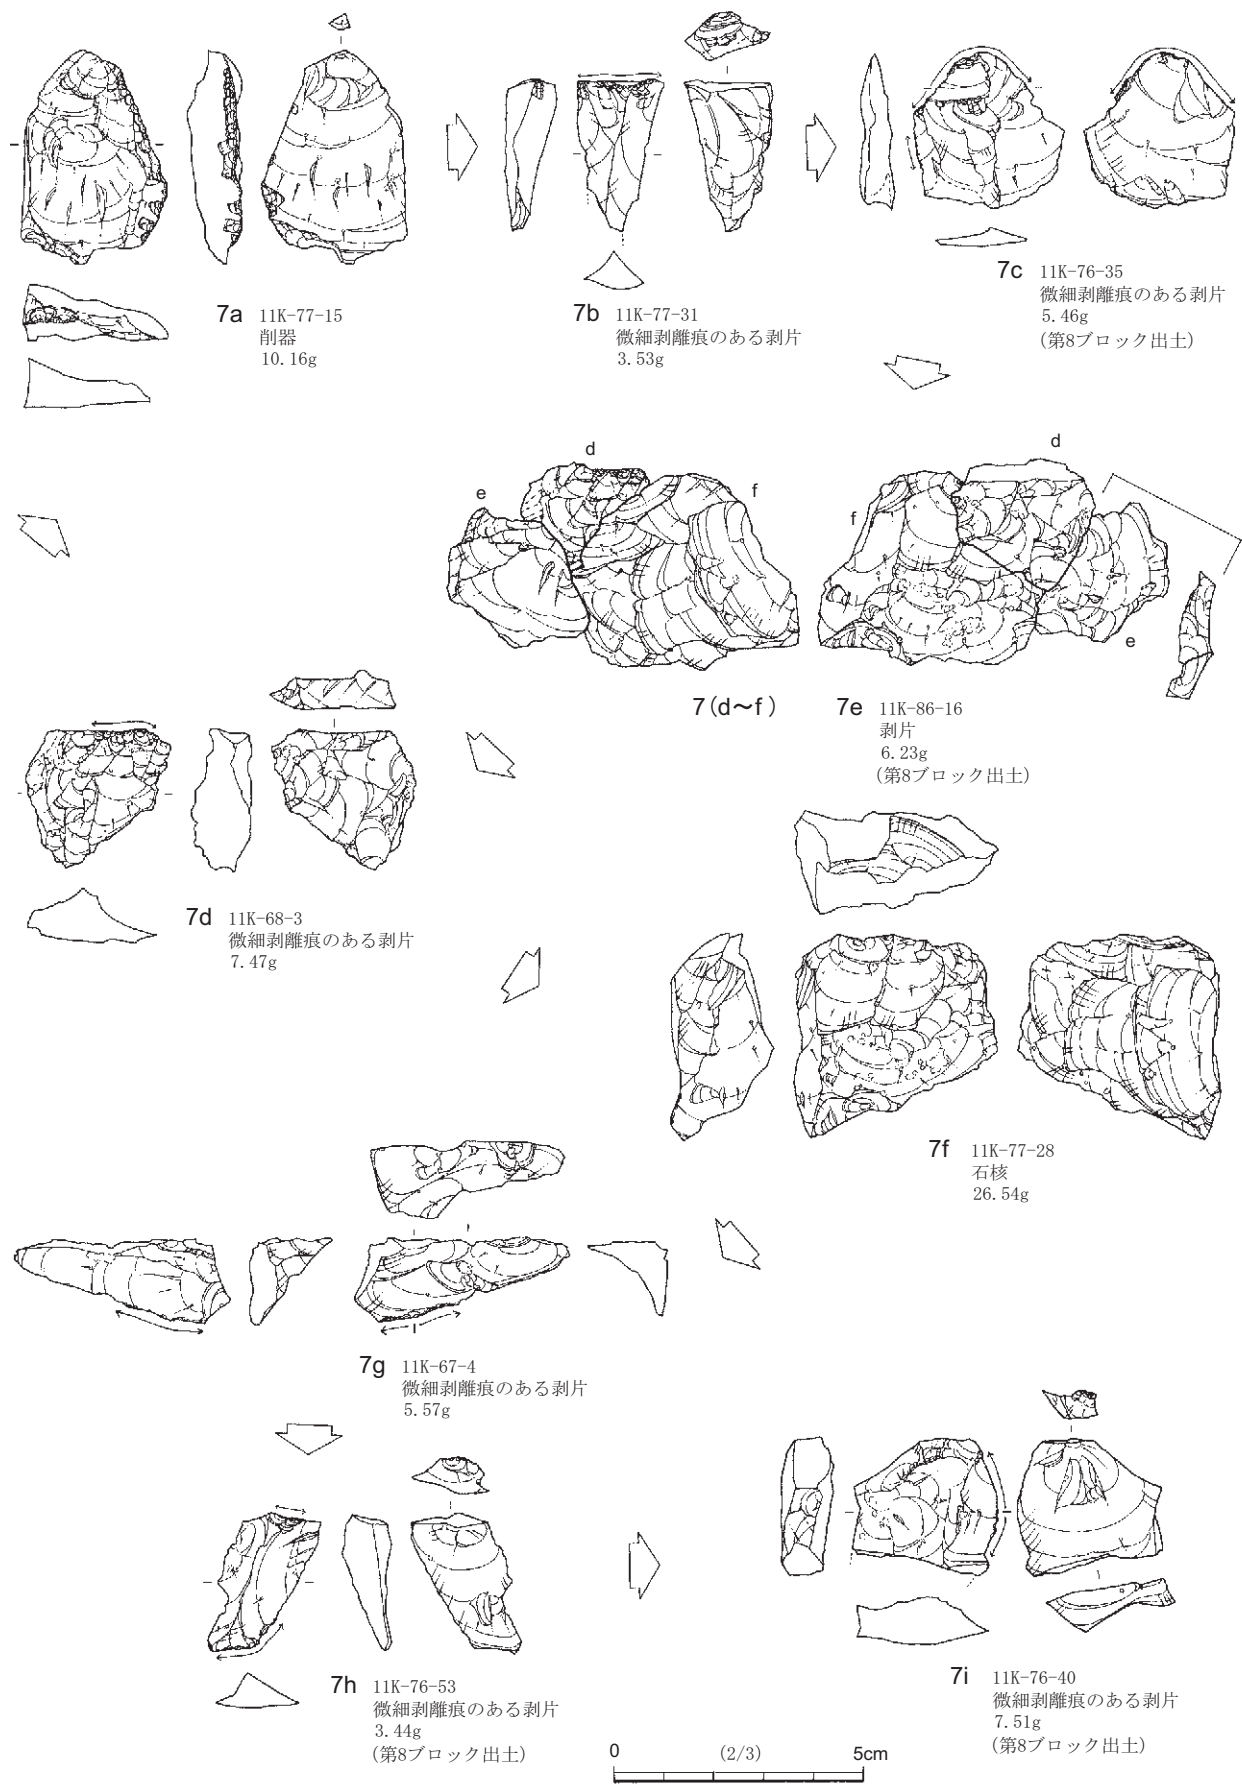 7a 11K-77-15
削器
10.16g
7b 11K-77-31
微細剥離痕のある剥片
3.53g
7c 11K-76-35
微細剥離痕のある剥片
5.46g
(第8ブロック出土)
d
e
f
d
f
e
7(d～f)
7e 11K-86-16
剥片
6.23g
(第8ブロック出土)
7d 11K-68-3
微細剥離痕のある剥片
7.47g
7f 11K-77-28
石核
26.54g
7g 11K-67-4
微細剥離痕のある剥片
5.57g
7h 11K-76-53
微細剥離痕のある剥片
3.44g
(第8ブロック出土)
7i 11K-76-40
微細剥離痕のある剥片
7.51g
(第8ブロック出土)
0 (2/3) 5cm